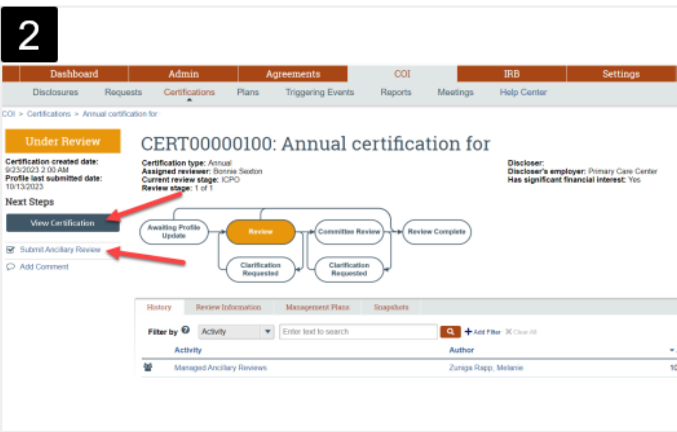 2
Dashboard Admin Agreements COI IRB Settings
Disclosures Requests Certifications Plans Triggering Events Reports Meetings Help Center
COI > Certifications > Annual certification for
Under Review
Certification created date:
9/23/2023 2:00 AM
Profile last submitted date:
10/13/2023
Next Steps
View Certification
Submit Ancillary Review
Add Comment
CERT00000100: Annual certification for
Certification type: Annual
Assigned reviewer: Bonnie Sexton
Current review stage: ICPO
Review stage: 1 of 1
Discloser:
Discloser's employer: Primary Care Center
Has significant financial interest: Yes
Awaiting Profile
Update
Review
Committee Review
Review Complete
Clarification
Requested
Clarification
Requested
History Review Information Management Plans Snapshots
Filter by Activity Enter text to search Add Filter Clear All
Activity Author
Managed Ancillary Reviews Zuniga Rapp, Melanie 10